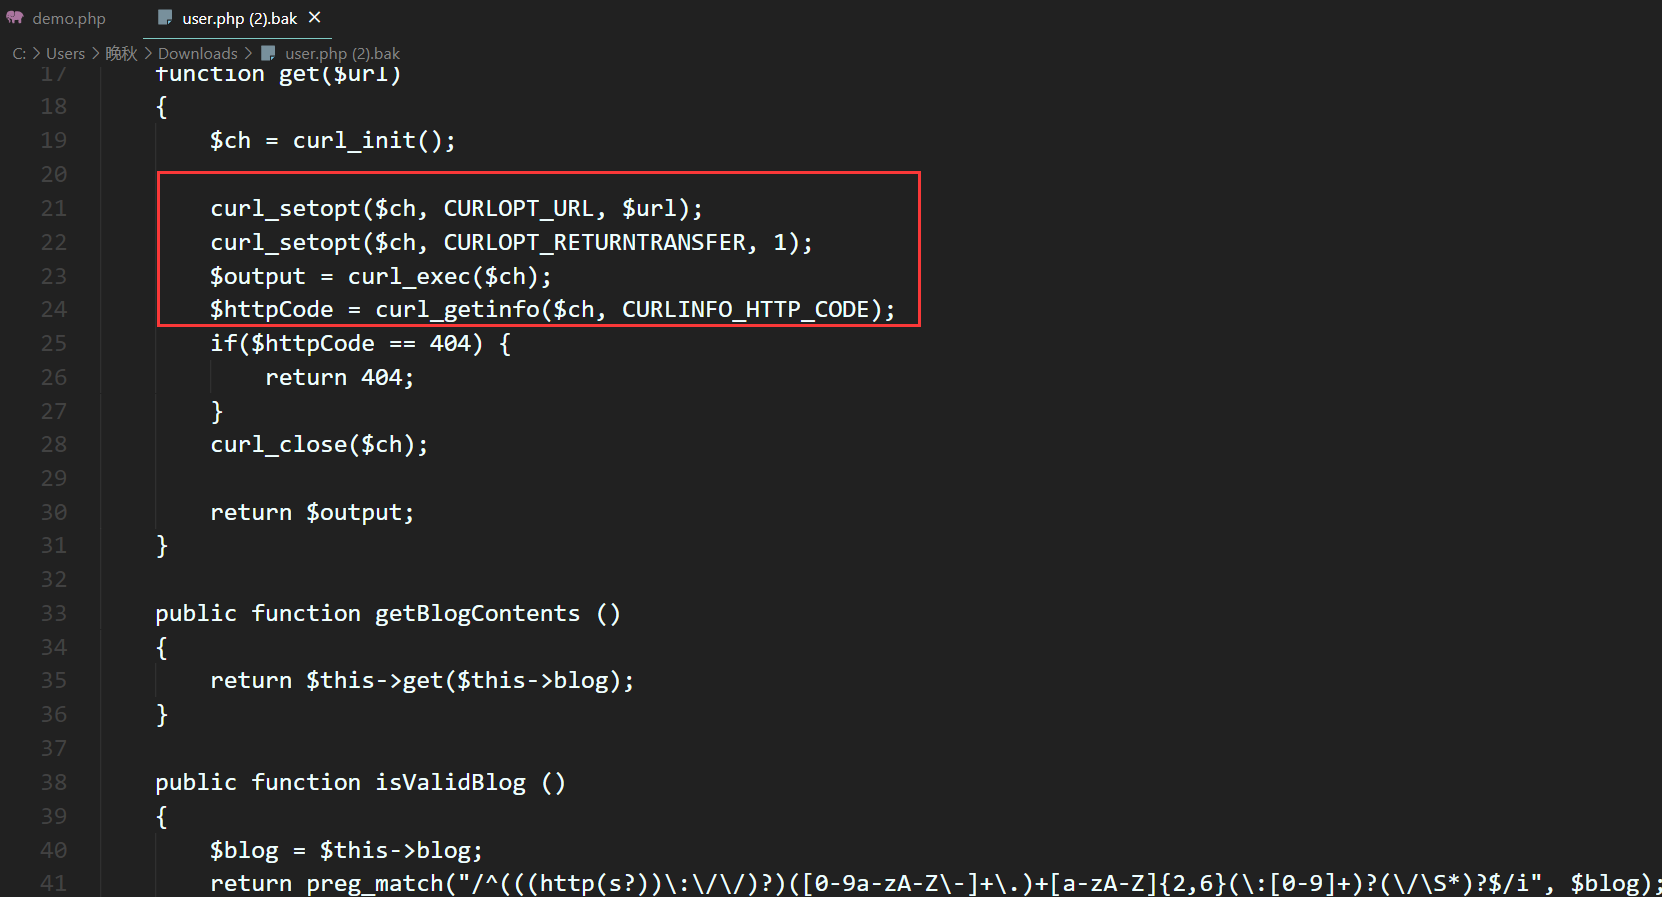 demo.php user.php (2).bak ×
C: > Users > 晚秋 > Downloads > user.php (2).bak
17 function get($url)
18 {
19 $ch = curl_init();
20
21 curl_setopt($ch, CURLOPT_URL, $url);
22 curl_setopt($ch, CURLOPT_RETURNTRANSFER, 1);
23 $output = curl_exec($ch);
24 $httpCode = curl_getinfo($ch, CURLINFO_HTTP_CODE);
25 if($httpCode == 404) {
26 return 404;
27 }
28 curl_close($ch);
29
30 return $output;
31 }
32
33 public function getBlogContents ()
34 {
35 return $this->get($this->blog);
36 }
37
38 public function isValidBlog ()
39 {
40 $blog = $this->blog;
41 return preg_match("/^(((http(s?))\:\/\/)?)([0-9a-zA-Z\-]+\.)+[a-zA-Z]{2,6}(\:[0-9]+)?(\/\S*)?$/i", $blog);